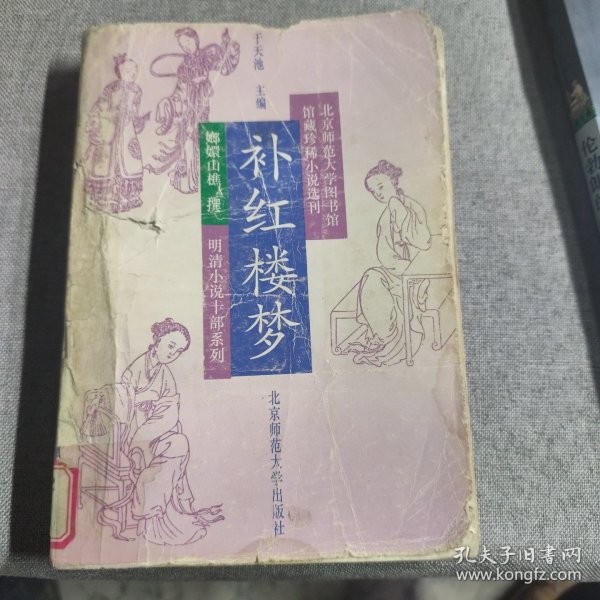 于天池 主编
北京师范大学图书馆
馆藏珍稀小说选刊
补红楼梦
嫏嬛山樵 撰
明清小说十部系列
北京师范大学出版社
孔夫子旧书网
www.kongfz.com